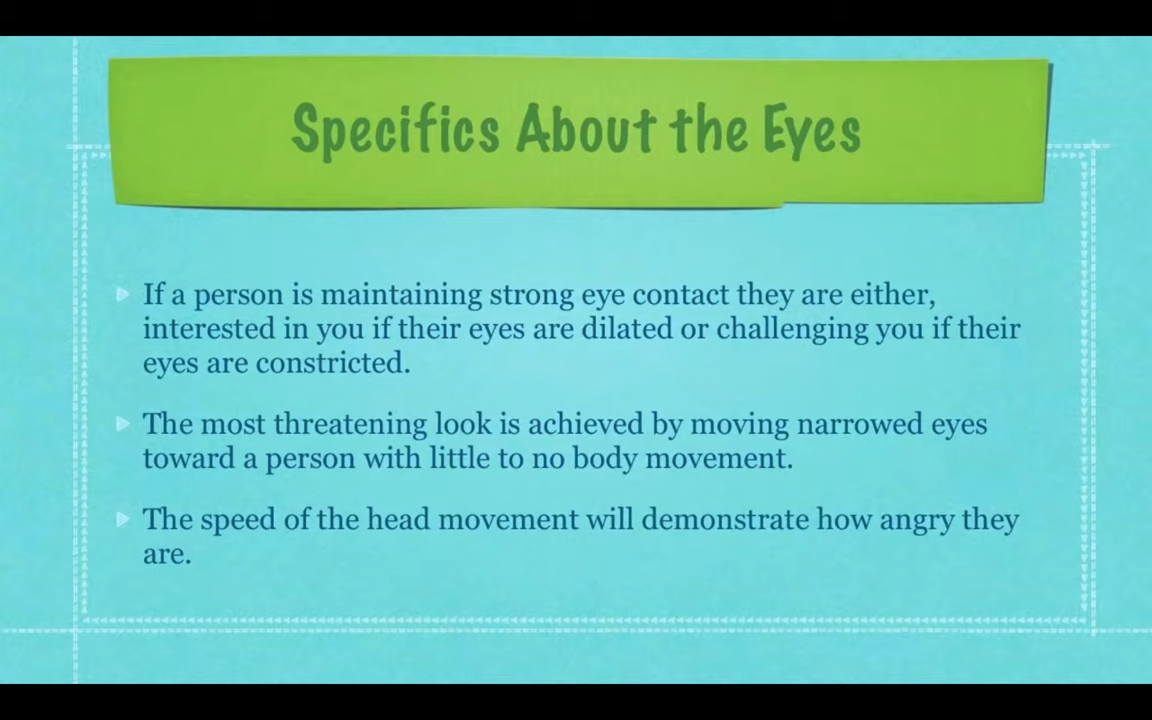 Specifics About the Eyes
If a person is maintaining strong eye contact they are either,
interested in you if their eyes are dilated or challenging you if their
eyes are constricted.
The most threatening look is achieved by moving narrowed eyes
toward a person with little to no body movement.
The speed of the head movement will demonstrate how angry they
are.